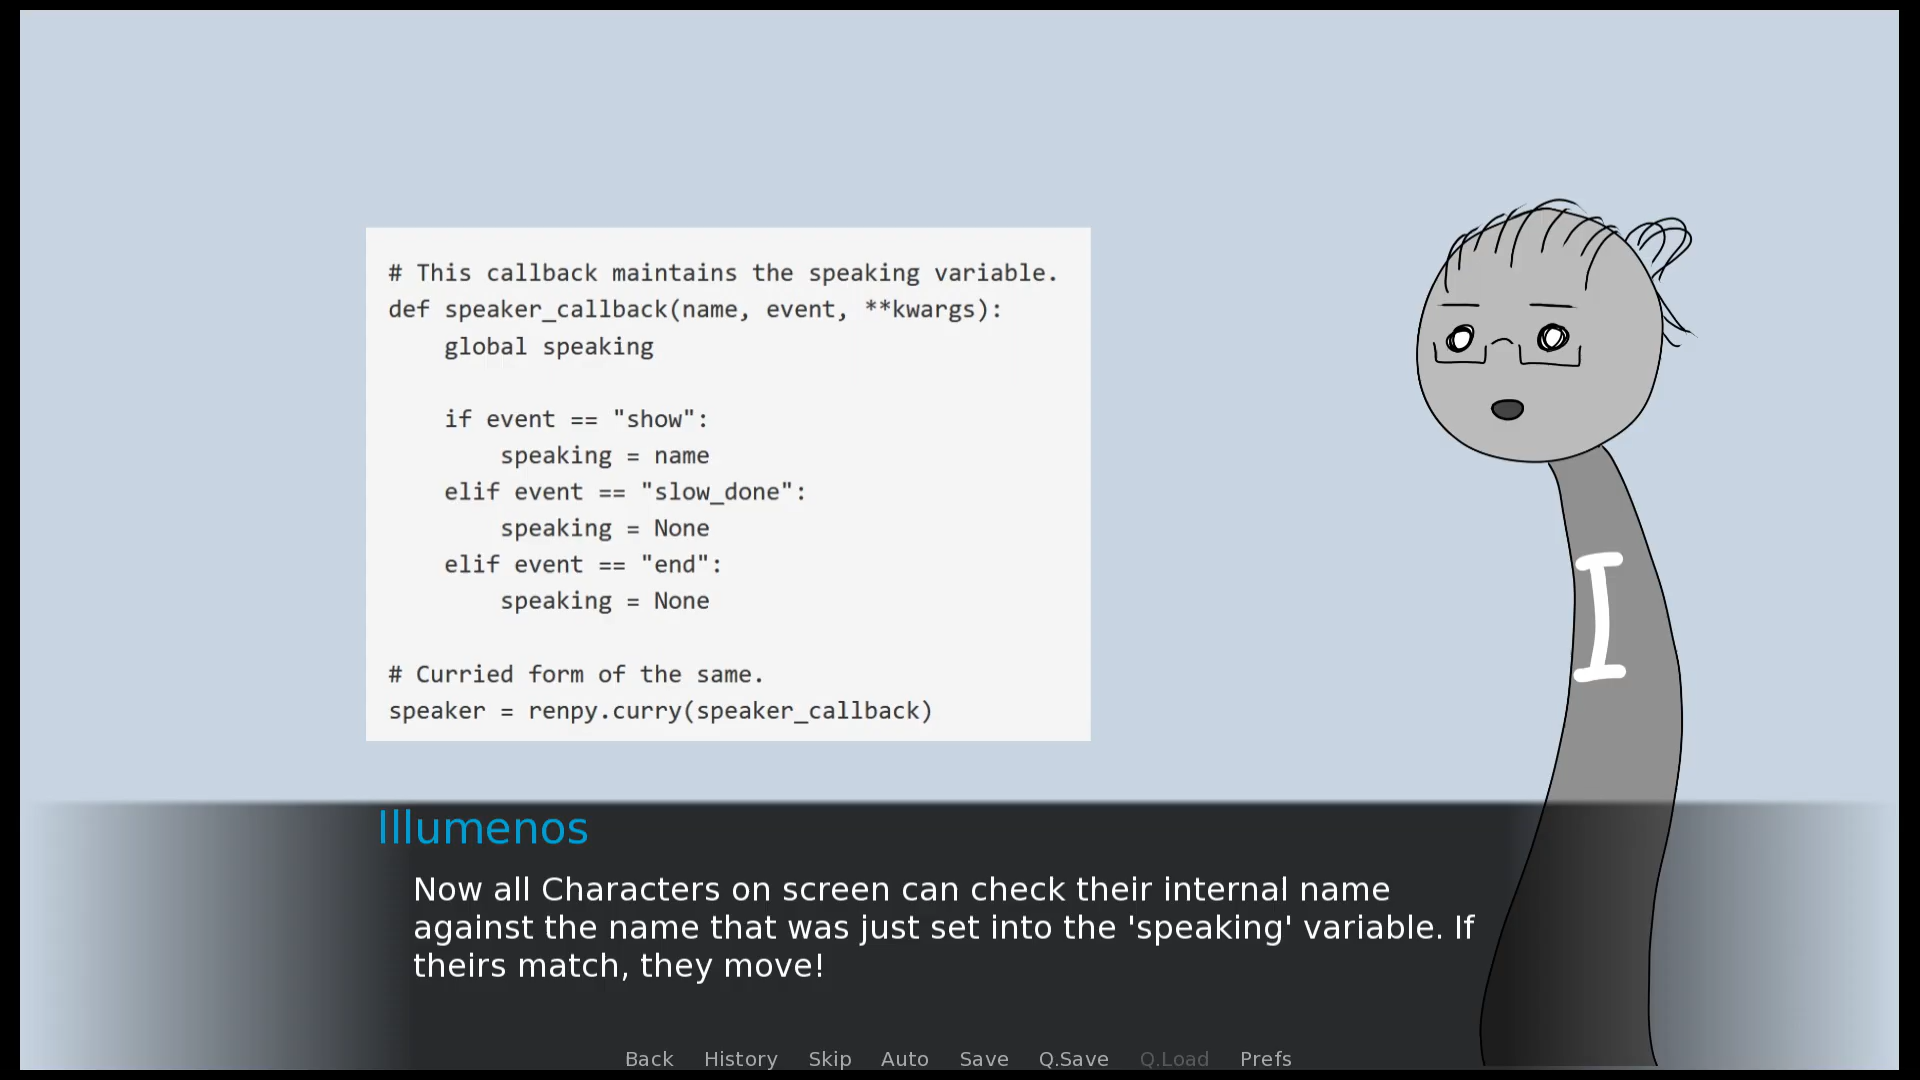 # This callback maintains the speaking variable.
def speaker_callback(name, event, **kwargs):
    global speaking

    if event == "show":
        speaking = name
    elif event == "slow_done":
        speaking = None
    elif event == "end":
        speaking = None

# Curried form of the same.
speaker = renpy.curry(speaker_callback)
I
Illumenos
Now all Characters on screen can check their internal name
against the name that was just set into the 'speaking' variable. If
theirs match, they move!
Back History Skip Auto Save Q.Save Q.Load Prefs